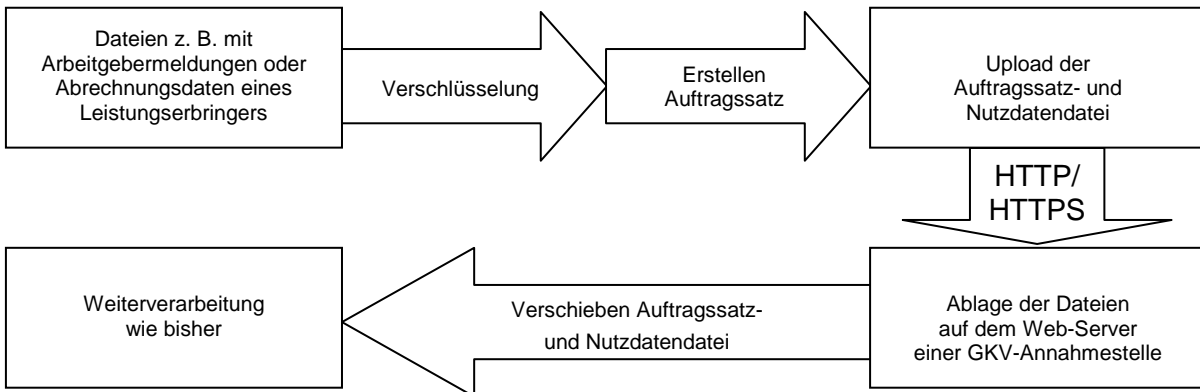 Dateien z. B. mit
Arbeitgebermeldungen oder
Abrechnungsdaten eines
Leistungserbringers
Verschlüsselung
Erstellen
Auftragssatz
Upload der
Auftragssatz- und
Nutzdatendatei
HTTP/
HTTPS
Ablage der Dateien
auf dem Web-Server
einer GKV-Annahmestelle
Verschieben Auftragssatz-
und Nutzdatendatei
Weiterverarbeitung
wie bisher